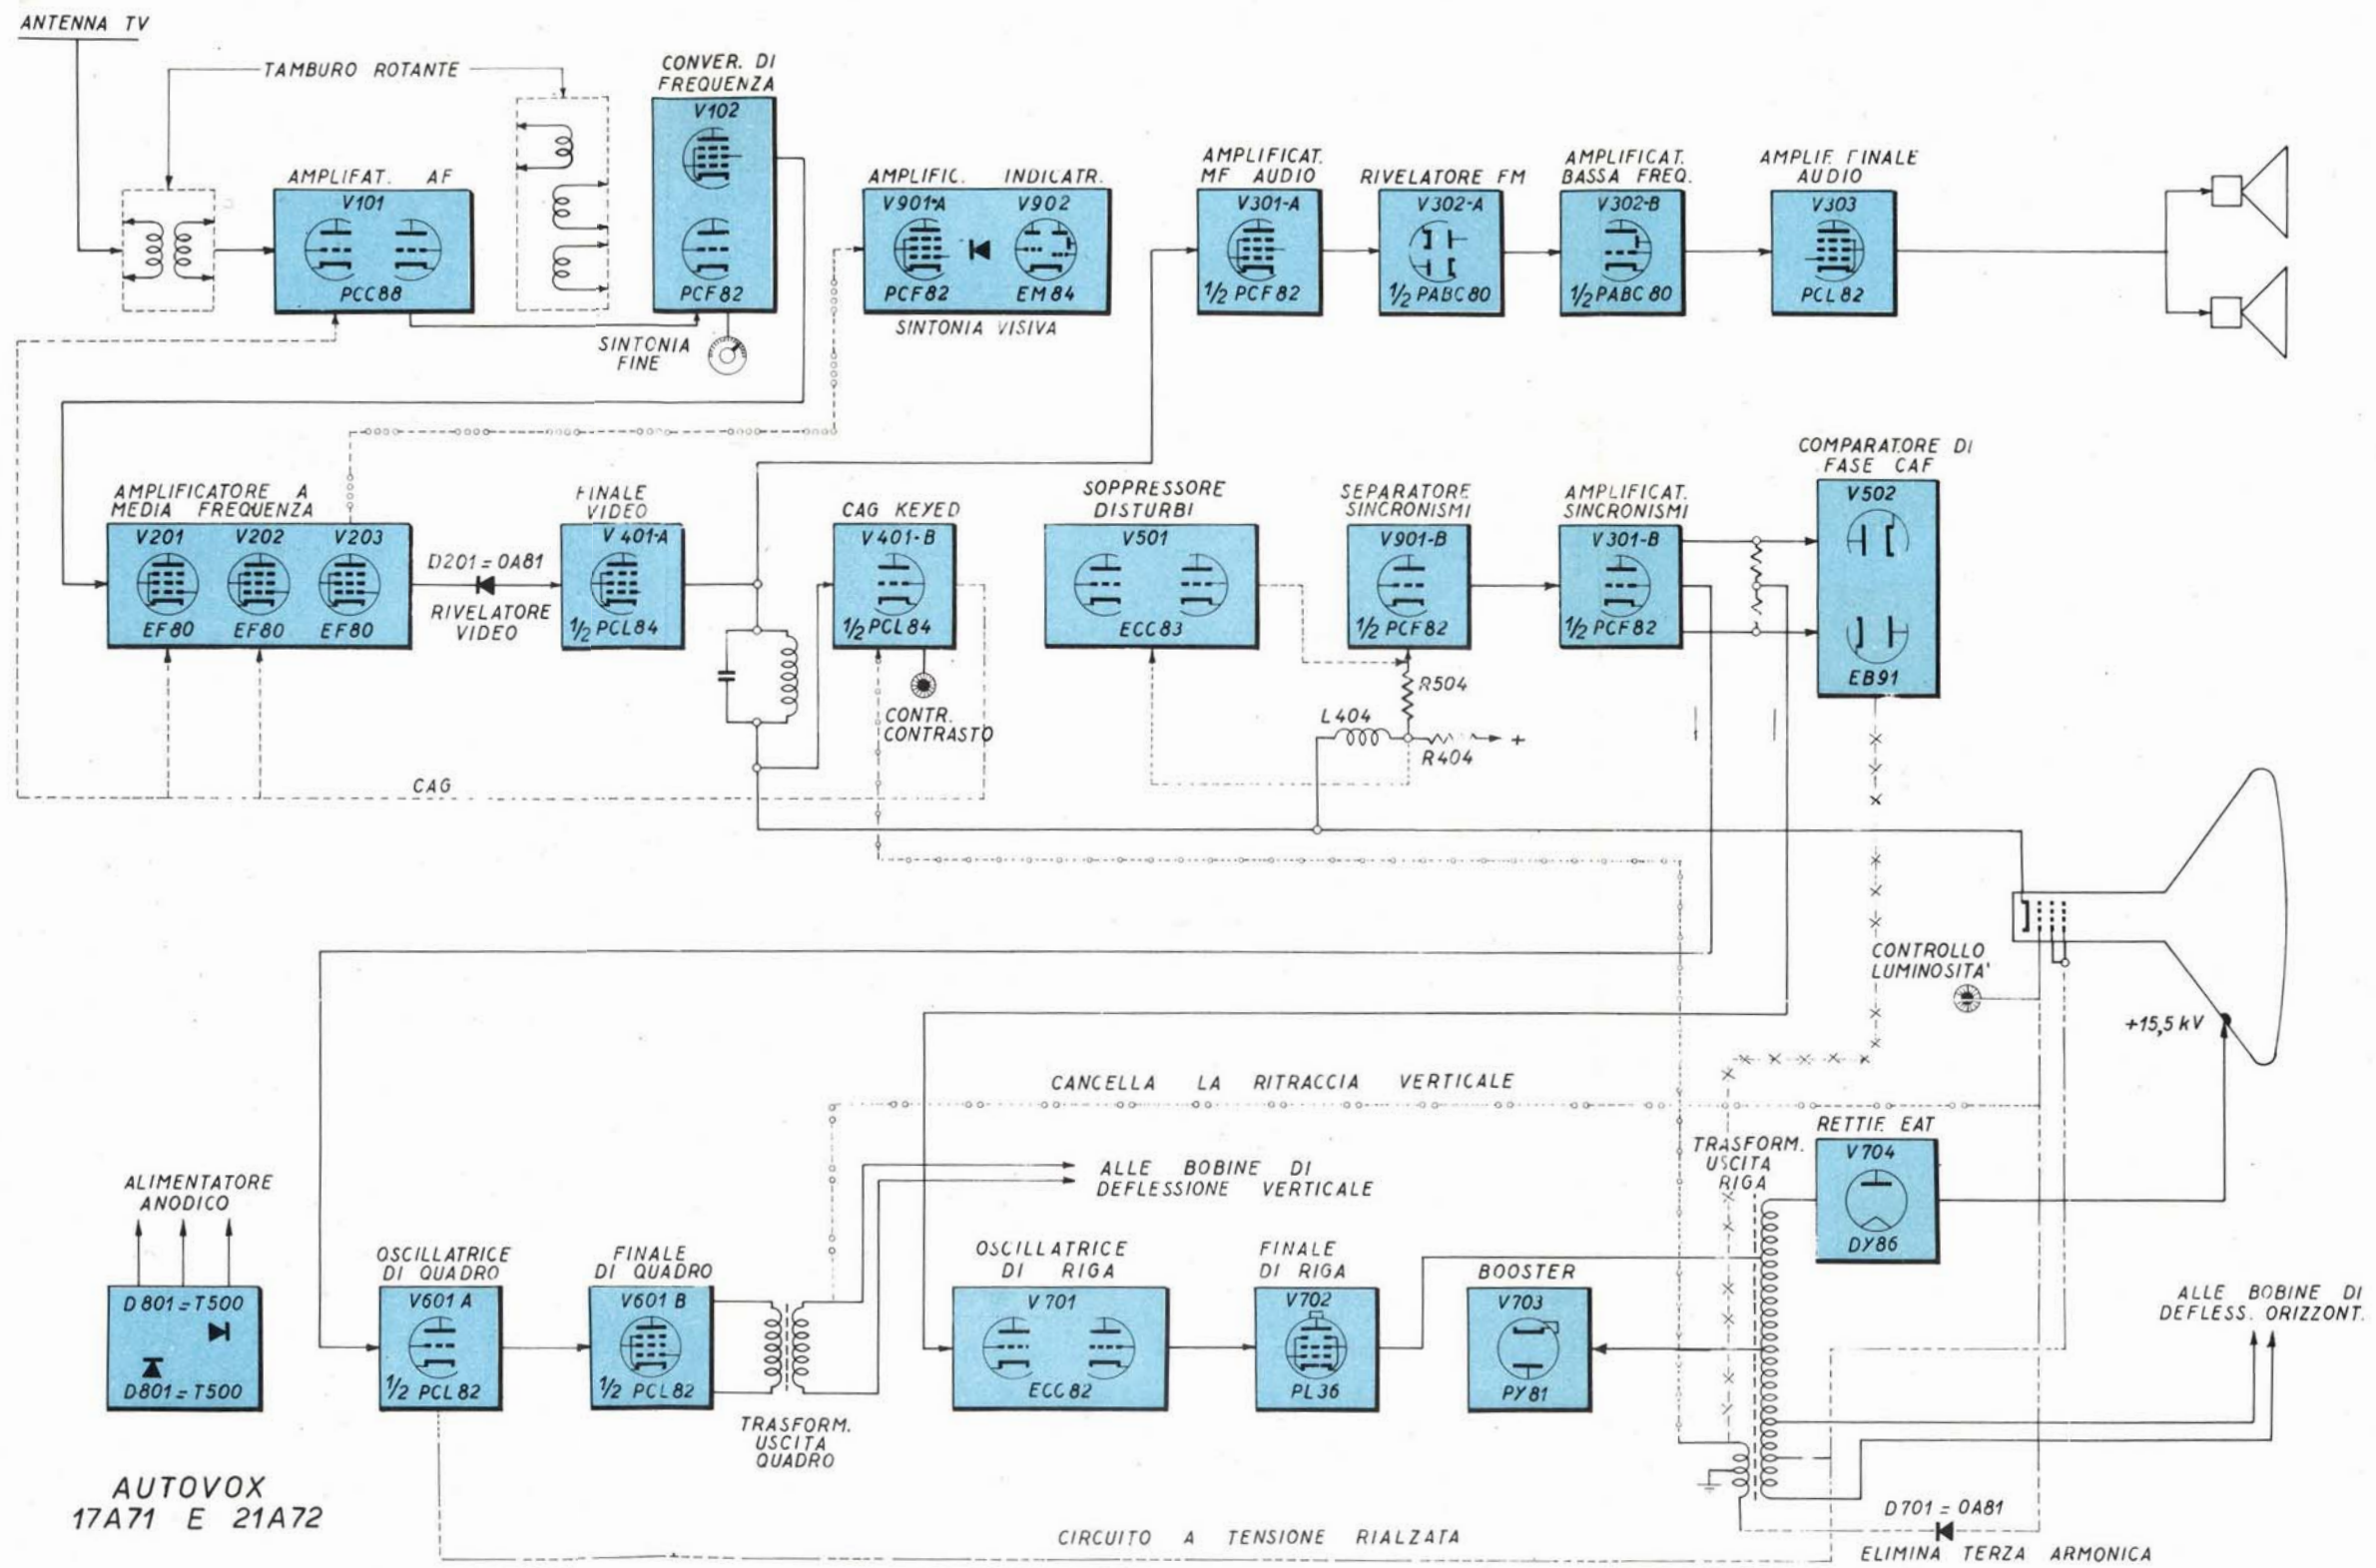 ANTENNA TV
TAMBURO ROTANTE
CONVER. DI
FREQUENZA
V102
PCF82
SINTONIA
FINE
AMPLIFAT. AF
V101
PCC88
AMPLIFIC. INDICATR.
V901-A V902
PCF82 EM84
SINTONIA VISIVA
AMPLIFICAT.
MF AUDIO
V301-A
1/2 PCF82
RIVELATORE FM
V302-A
1/2 PABC80
AMPLIFICAT.
BASSA FREQ.
V302-B
1/2 PABC80
AMPLIF. FINALE
AUDIO
V303
PCL82
AMPLIFICATORE A
MEDIA FREQUENZA
V201 V202 V203
EF80 EF80 EF80
D201=OA81
RIVELATORE
VIDEO
FINALE
VIDEO
V401-A
1/2 PCL84
CAG KEYED
V401-B
1/2 PCL84
CONTR.
CONTRASTO
CAG
SOPPRESSORE
DISTURBI
V501
ECC83
SEPARATORE
SINCRONISMI
V901-B
1/2 PCF82
R504
L404
+
R404
AMPLIFICAT.
SINCRONISMI
V301-B
1/2 PCF82
COMPARATORE DI
FASE CAF
V502
EB91
CONTROLLO
LUMINOSITA'
+15,5 kV
CANCELLA LA RITRACCIA VERTICALE
ALLE BOBINE DI
DEFLESSIONE VERTICALE
TRASFORM.
USCITA
RIGA
RETTIF. EAT
V704
DY86
ALIMENTATORE
ANODICO
D801=T500
D801=T500
OSCILLATRICE
DI QUADRO
V601 A
1/2 PCL82
FINALE
DI QUADRO
V601 B
1/2 PCL82
TRASFORM.
USCITA
QUADRO
OSCILLATRICE
DI RIGA
V701
ECC82
FINALE
DI RIGA
V702
PL36
BOOSTER
V703
PY81
ALLE BOBINE DI
DEFLESS. ORIZZONT.
D701=OA81
ELIMINA TERZA ARMONICA
CIRCUITO A TENSIONE RIALZATA
AUTOVOX
17A71 E 21A72